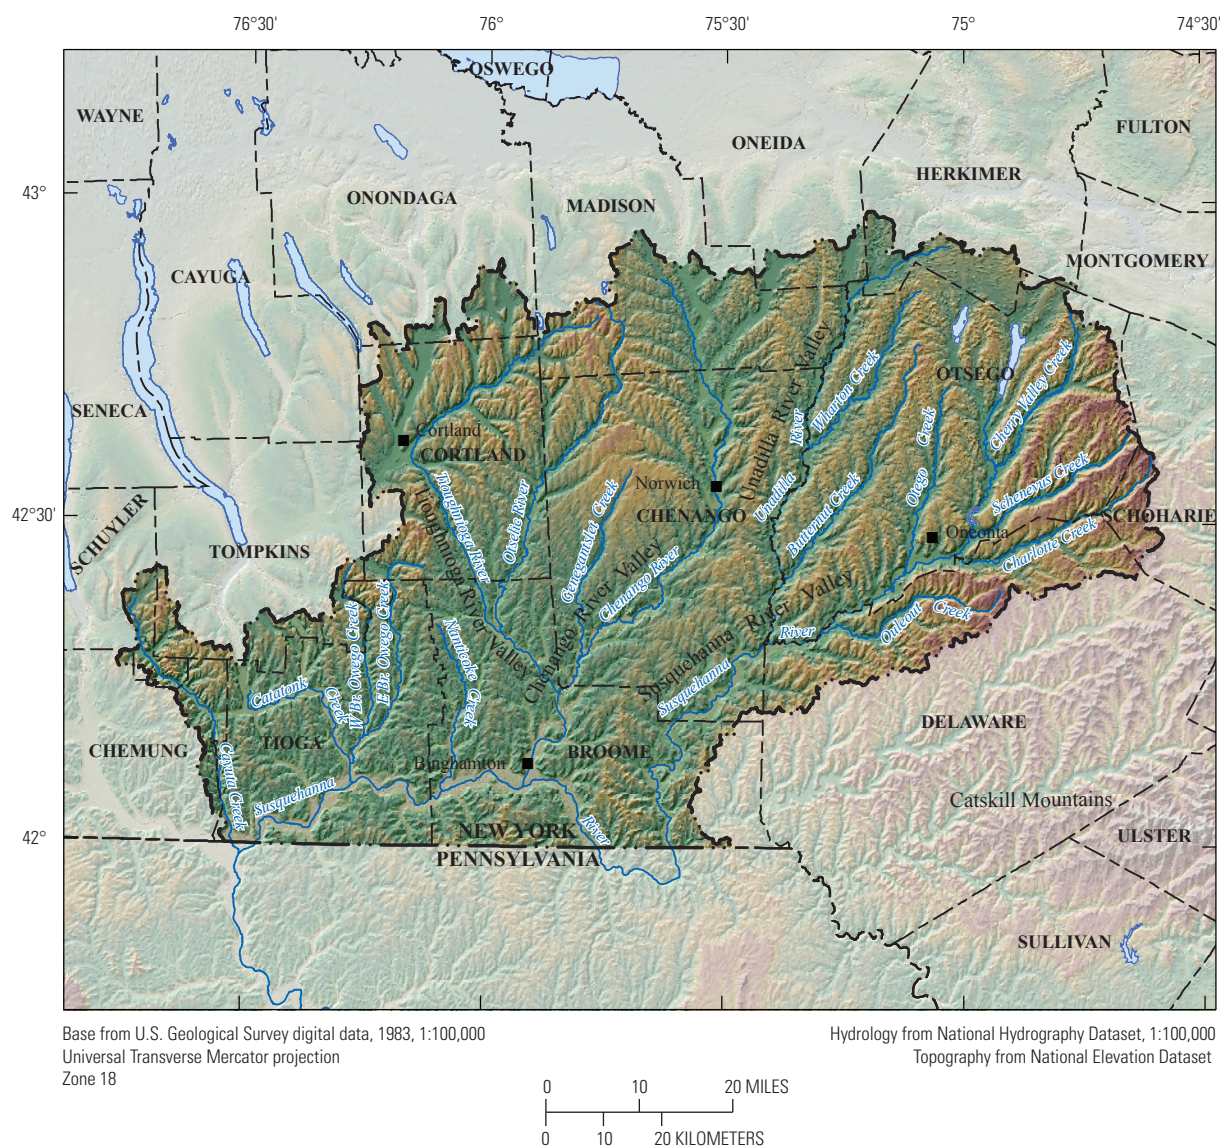 76°30'
76°
75°30'
75°
74°30'
43°
42°30'
42°
OSWEGO
WAYNE
FULTON
ONEIDA
HERKIMER
ONONDAGA
MADISON
MONTGOMERY
CAYUGA
Unadilla River Valley
OTSEGO
Wharton Creek
Cherry Valley Creek
SENECA
Cortland
CORTLAND
Creek
Otego
River
Unadilla
Norwich
CHENANGO
Schenevus Creek
Butternut Creek
Tioughnioga River
Tioughnioga River Valley
Otselic River
Genegantslet Creek
SCHUYLER
TOMPKINS
SCHOHARIE
Oneonta
Charlotte Creek
Chenango River Valley
Chenango River
Susquehanna River Valley
Ouleout
Creek
River
Susquehanna
W Br. Owego Creek
E Br. Owego Creek
Nanticoke
Creek
Catatonk
Creek
DELAWARE
CHEMUNG
TIOGA
BROOME
Binghamton
Cayuta Creek
Susquehanna
Catskill Mountains
NEW YORK
River
ULSTER
PENNSYLVANIA
SULLIVAN
Base from U.S. Geological Survey digital data, 1983, 1:100,000
Universal Transverse Mercator projection
Zone 18
Hydrology from National Hydrography Dataset, 1:100,000
Topography from National Elevation Dataset
0 10 20 MILES
0 10 20 KILOMETERS